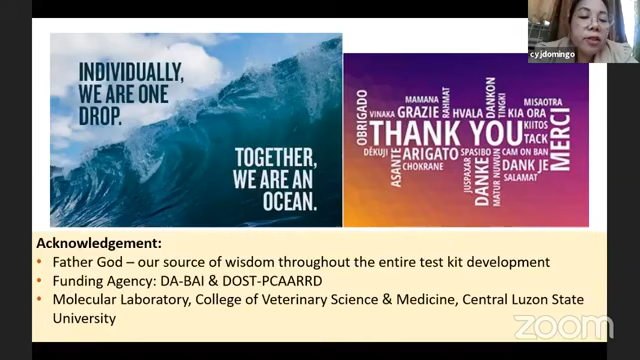 INDIVIDUALLY,
WE ARE ONE
DROP.
TOGETHER,
WE ARE AN
OCEAN.
OBRIGADO
VINAKA
MAMANA
GRAZIE
RAHMAT
HVALA
DANKON
TINGKI
MISAOTRA
KIA ORA
KIITOS
TACK
MERCI
THANK YOU
DĚKUJI
ASANTE
ARIGATO
CHOKRANE
SPASIBO
JUSPAXAR
DANKE
MATUR NUWUN
CAM ON BAN
DANK JE
SALAMAT
cyjdomingo
Acknowledgement:
• Father God – our source of wisdom throughout the entire test kit development
• Funding Agency: DA-BAI & DOST-PCAARRD
• Molecular Laboratory, College of Veterinary Science & Medicine, Central Luzon State
University
zoom